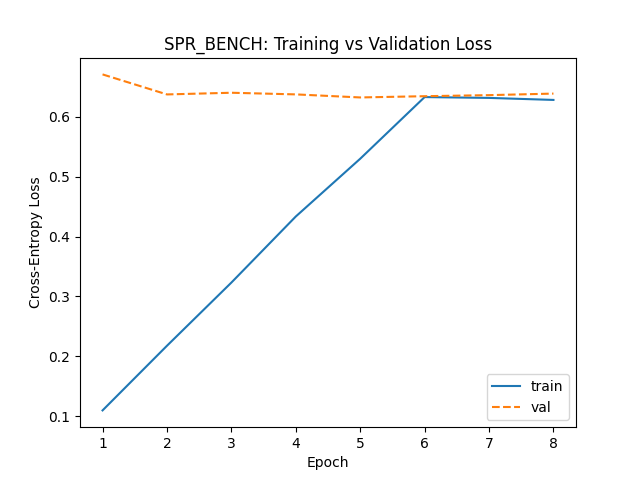 SPR_BENCH: Training vs Validation Loss
Cross-Entropy Loss
0.6
0.5
0.4
0.3
0.2
0.1
train
val
1 2 3 4 5 6 7 8
Epoch